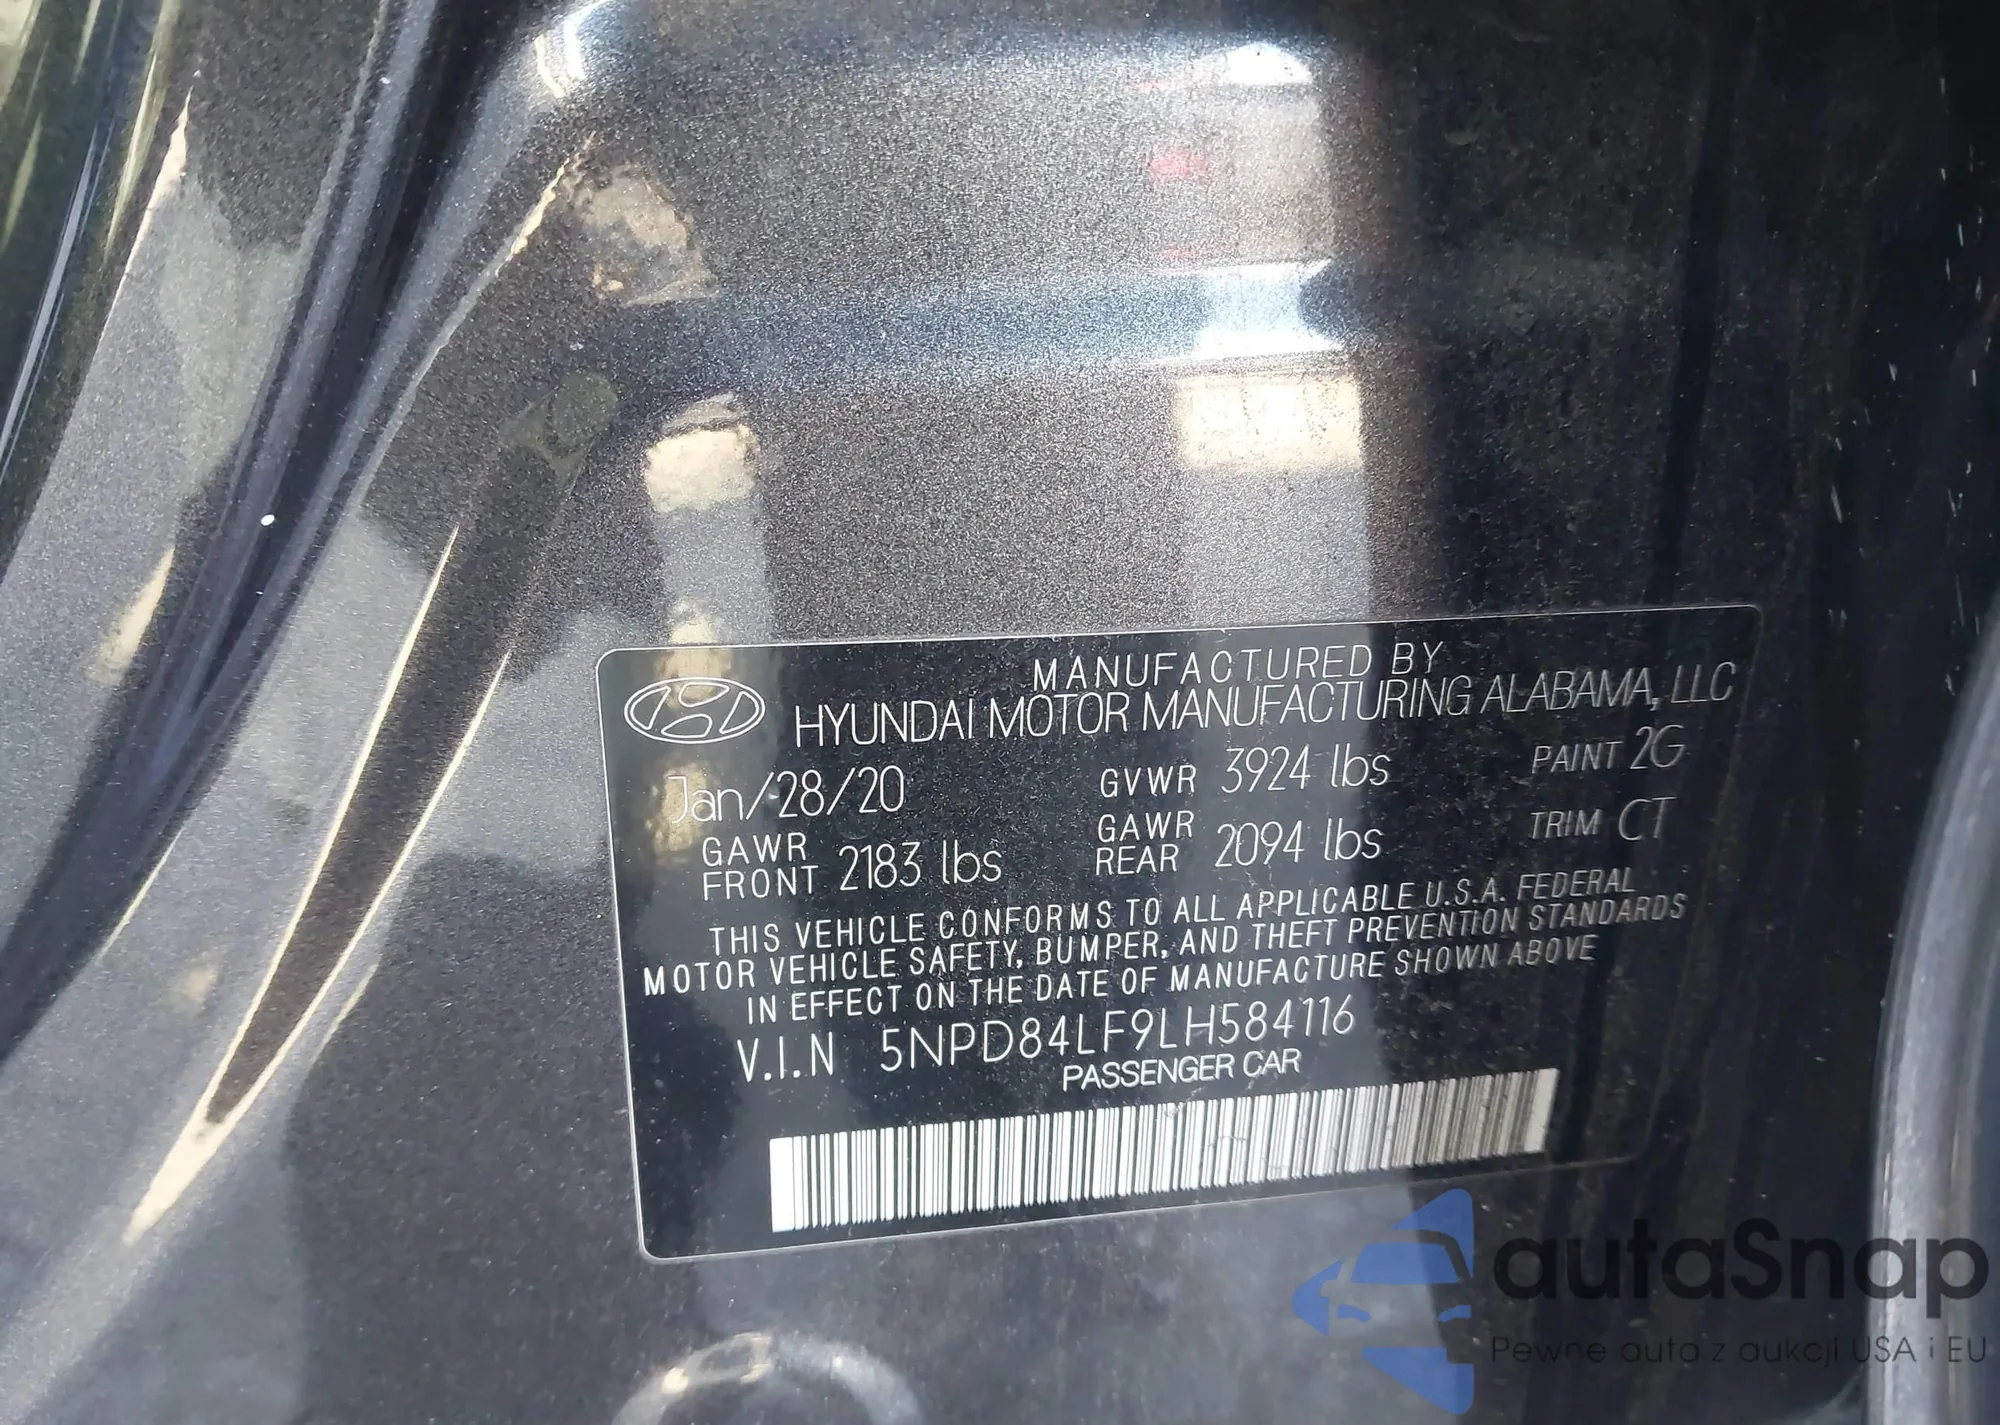 MANUFACTURED BY
HYUNDAI MOTOR MANUFACTURING ALABAMA, LLC
Jan/28/20 GVWR 3924 lbs PAINT 2G
GAWR FRONT 2183 lbs GAWR REAR 2094 lbs TRIM CT
THIS VEHICLE CONFORMS TO ALL APPLICABLE U.S.A. FEDERAL
MOTOR VEHICLE SAFETY, BUMPER, AND THEFT PREVENTION STANDARDS
IN EFFECT ON THE DATE OF MANUFACTURE SHOWN ABOVE
V.I.N 5NPD84LF9LH584116
PASSENGER CAR
autaSnap
Pewne auta z aukcji USA i EU